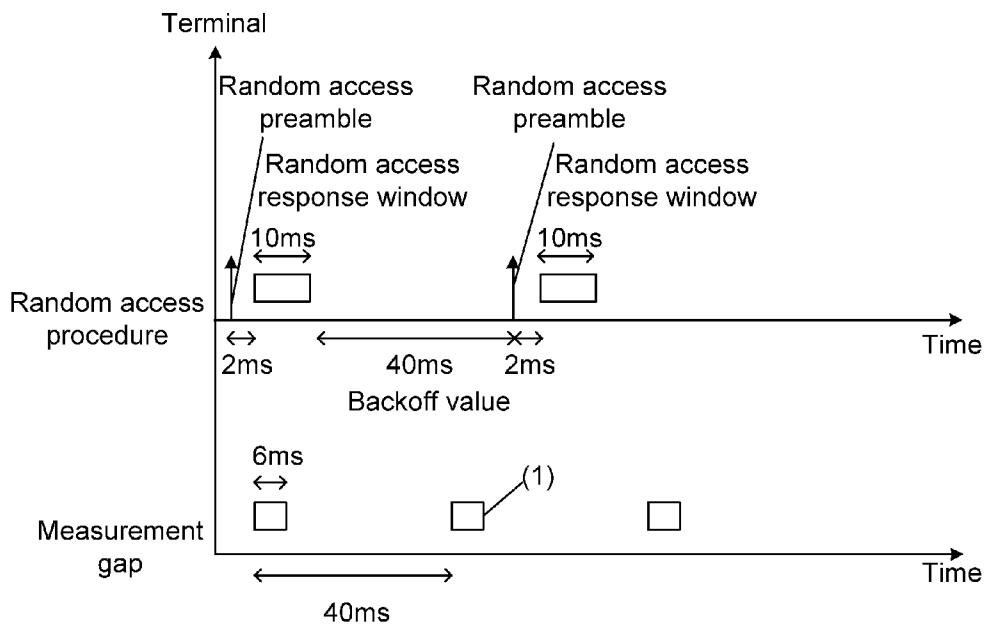 Terminal
Random access
preamble
Random access
preamble
Random access
response window
Random access
response window
10ms
10ms
Random access
procedure
Time
2ms
40ms
2ms
Backoff value
6ms
(1)
Measurement
gap
Time
40ms